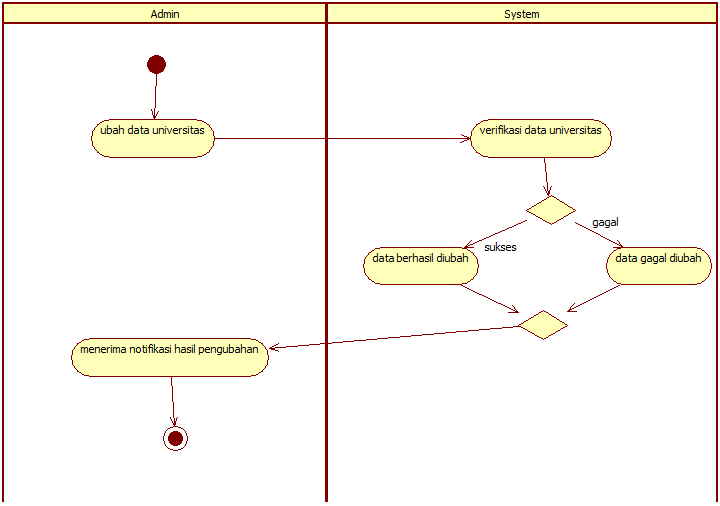 Admin
System
ubah data universitas
verifikasi data universitas
gagal
sukses
data berhasil diubah
data gagal diubah
menerima notifikasi hasil pengubahan